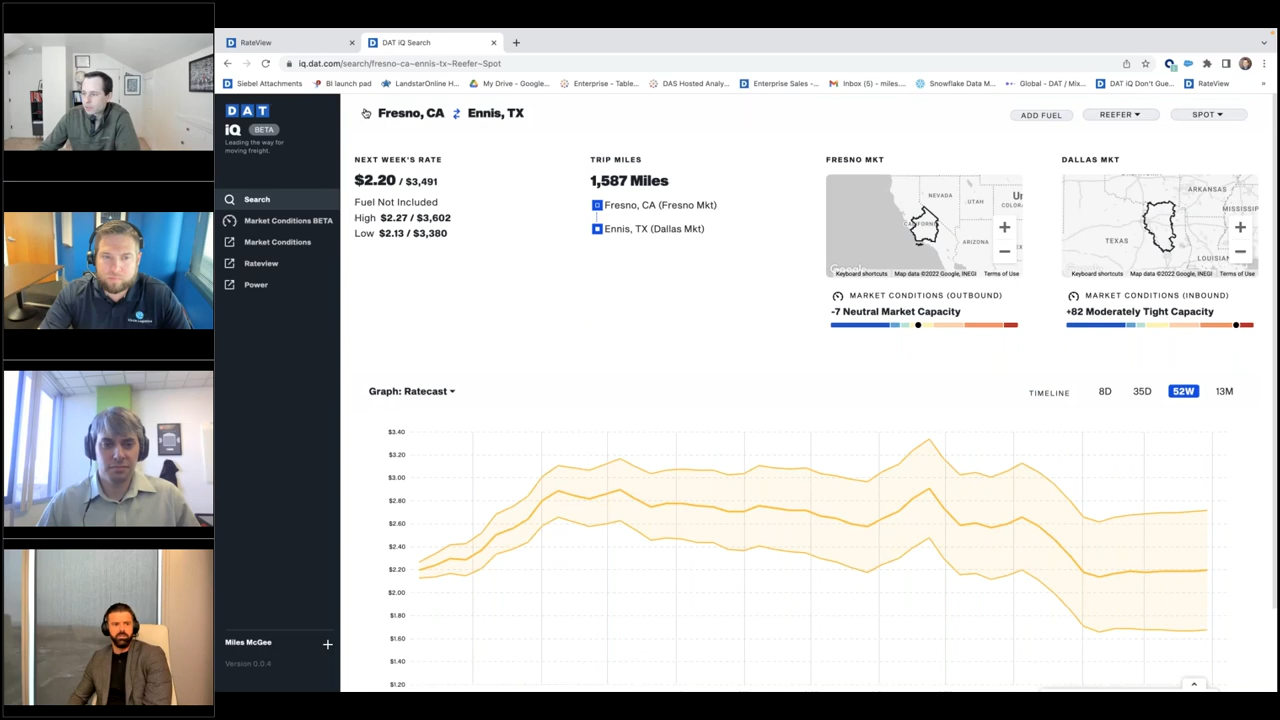 RateView
DAT iQ Search
iq.dat.com/search/fresno-ca~ennis-tx~Reefer~Spot
Siebel Attachments
BI launch pad
LandstarOnline H...
My Drive - Google...
Enterprise - Table...
DAS Hosted Analy...
Enterprise Sales -...
Inbox (5) - miles....
Snowflake Data M...
Global - DAT / Mix...
DAT iQ Don't Gue...
RateView
»
DAT
iQ BETA
Leading the way for
moving freight.
Search
Market Conditions BETA
Market Conditions
Rateview
Power
Miles McGee
Version 0.0.4
Fresno, CA Ennis, TX
ADD FUEL
REEFER
SPOT
NEXT WEEK'S RATE
$2.20 / $3,491
Fuel Not Included
High $2.27 / $3,602
Low $2.13 / $3,380
TRIP MILES
1,587 Miles
Fresno, CA (Fresno Mkt)
Ennis, TX (Dallas Mkt)
FRESNO MKT
NEVADA
UTAH
COLOR
CALIFORNIA
ARIZONA
Google
Keyboard shortcuts
Map data ©2022 Google, INEGI
Terms of Use
MARKET CONDITIONS (OUTBOUND)
-7 Neutral Market Capacity
DALLAS MKT
ARKANSAS
MISSISSIP
TEXAS
LOUISIAN
Keyboard shortcuts
Map data ©2022 Google, INEGI
Terms of Use
MARKET CONDITIONS (INBOUND)
+82 Moderately Tight Capacity
Graph: Ratecast
TIMELINE
8D
35D
52W
13M
$3.40
$3.20
$3.00
$2.80
$2.60
$2.40
$2.20
$2.00
$1.80
$1.60
$1.40
$1.20